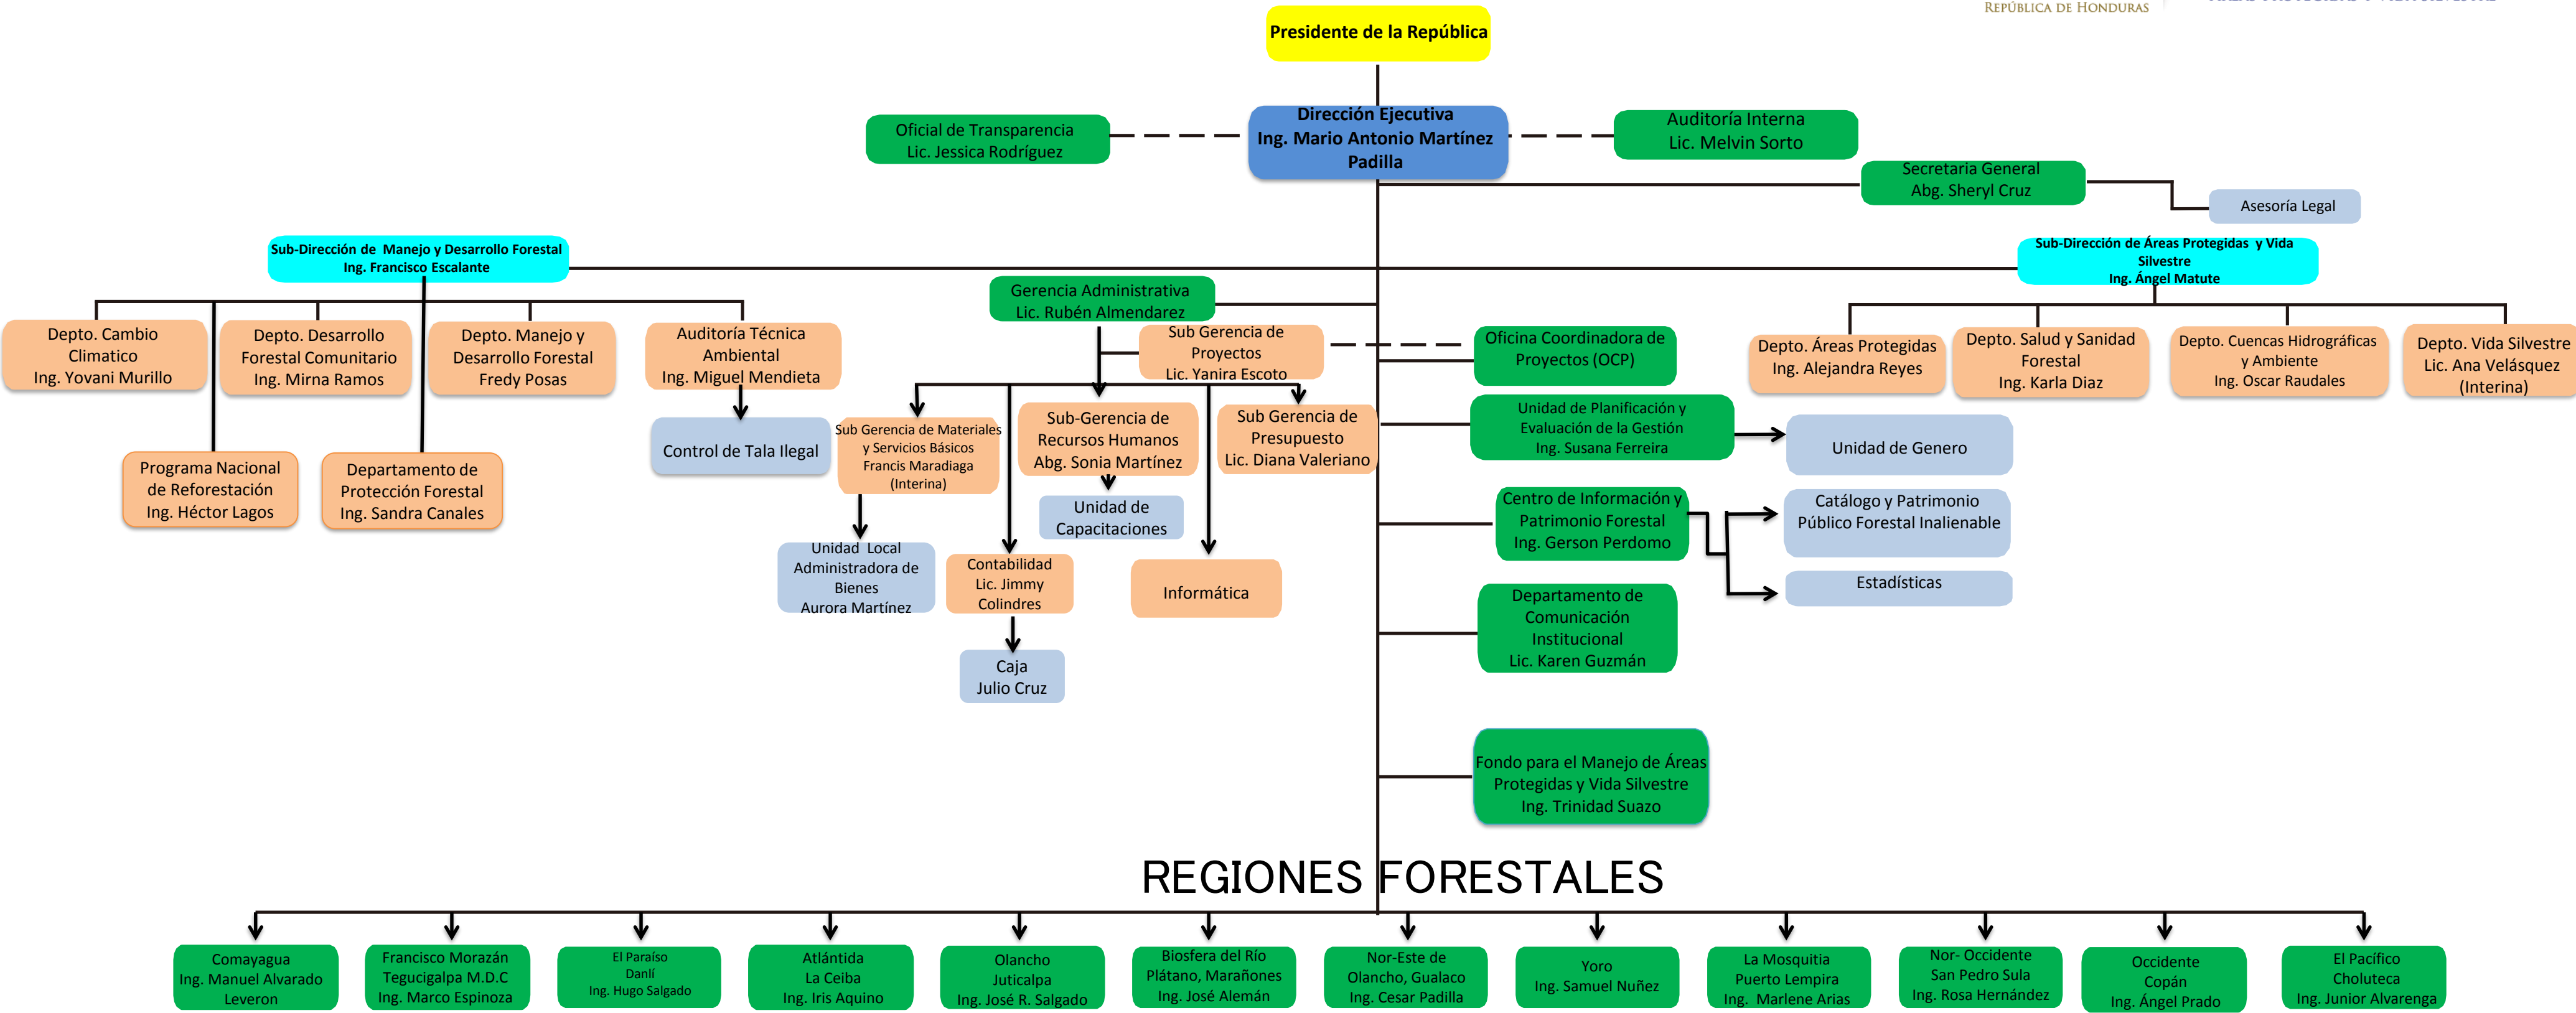 REPÚBLICA DE HONDURAS
Presidente de la República
Dirección Ejecutiva
Ing. Mario Antonio Martínez
Padilla
Oficial de Transparencia
Lic. Jessica Rodríguez
Auditoría Interna
Lic. Melvin Sorto
Secretaria General
Abg. Sheryl Cruz
Asesoría Legal
Sub-Dirección de Manejo y Desarrollo Forestal
Ing. Francisco Escalante
Sub-Dirección de Áreas Protegidas y Vida
Silvestre
Ing. Ángel Matute
Gerencia Administrativa
Lic. Rubén Almendarez
Depto. Cambio
Climatico
Ing. Yovani Murillo
Depto. Desarrollo
Forestal Comunitario
Ing. Mirna Ramos
Depto. Manejo y
Desarrollo Forestal
Fredy Posas
Auditoría Técnica
Ambiental
Ing. Miguel Mendieta
Sub Gerencia de
Proyectos
Lic. Yanira Escoto
Oficina Coordinadora de
Proyectos (OCP)
Depto. Áreas Protegidas
Ing. Alejandra Reyes
Depto. Salud y Sanidad
Forestal
Ing. Karla Diaz
Depto. Cuencas Hidrográficas
y Ambiente
Ing. Oscar Raudales
Depto. Vida Silvestre
Lic. Ana Velásquez
(Interina)
Programa Nacional
de Reforestación
Ing. Héctor Lagos
Departamento de
Protección Forestal
Ing. Sandra Canales
Control de Tala Ilegal
Sub Gerencia de Materiales
y Servicios Básicos
Francis Maradiaga
(Interina)
Sub-Gerencia de
Recursos Humanos
Abg. Sonia Martínez
Sub Gerencia de
Presupuesto
Lic. Diana Valeriano
Unidad de Planificación y
Evaluación de la Gestión
Ing. Susana Ferreira
Unidad de Genero
Unidad de
Capacitaciones
Centro de Información y
Patrimonio Forestal
Ing. Gerson Perdomo
Catálogo y Patrimonio
Público Forestal Inalienable
Estadísticas
Unidad Local
Administradora de
Bienes
Aurora Martínez
Contabilidad
Lic. Jimmy
Colindres
Informática
Departamento de
Comunicación
Institucional
Lic. Karen Guzmán
Caja
Julio Cruz
Fondo para el Manejo de Áreas
Protegidas y Vida Silvestre
Ing. Trinidad Suazo
REGIONES FORESTALES
Comayagua
Ing. Manuel Alvarado
Leveron
Francisco Morazán
Tegucigalpa M.D.C
Ing. Marco Espinoza
El Paraíso
Danlí
Ing. Hugo Salgado
Atlántida
La Ceiba
Ing. Iris Aquino
Olancho
Juticalpa
Ing. José R. Salgado
Biosfera del Río
Plátano, Marañones
Ing. José Alemán
Nor-Este de
Olancho, Gualaco
Ing. Cesar Padilla
Yoro
Ing. Samuel Nuñez
La Mosquitia
Puerto Lempira
Ing. Marlene Arias
Nor- Occidente
San Pedro Sula
Ing. Rosa Hernández
Occidente
Copán
Ing. Ángel Prado
El Pacífico
Choluteca
Ing. Junior Alvarenga